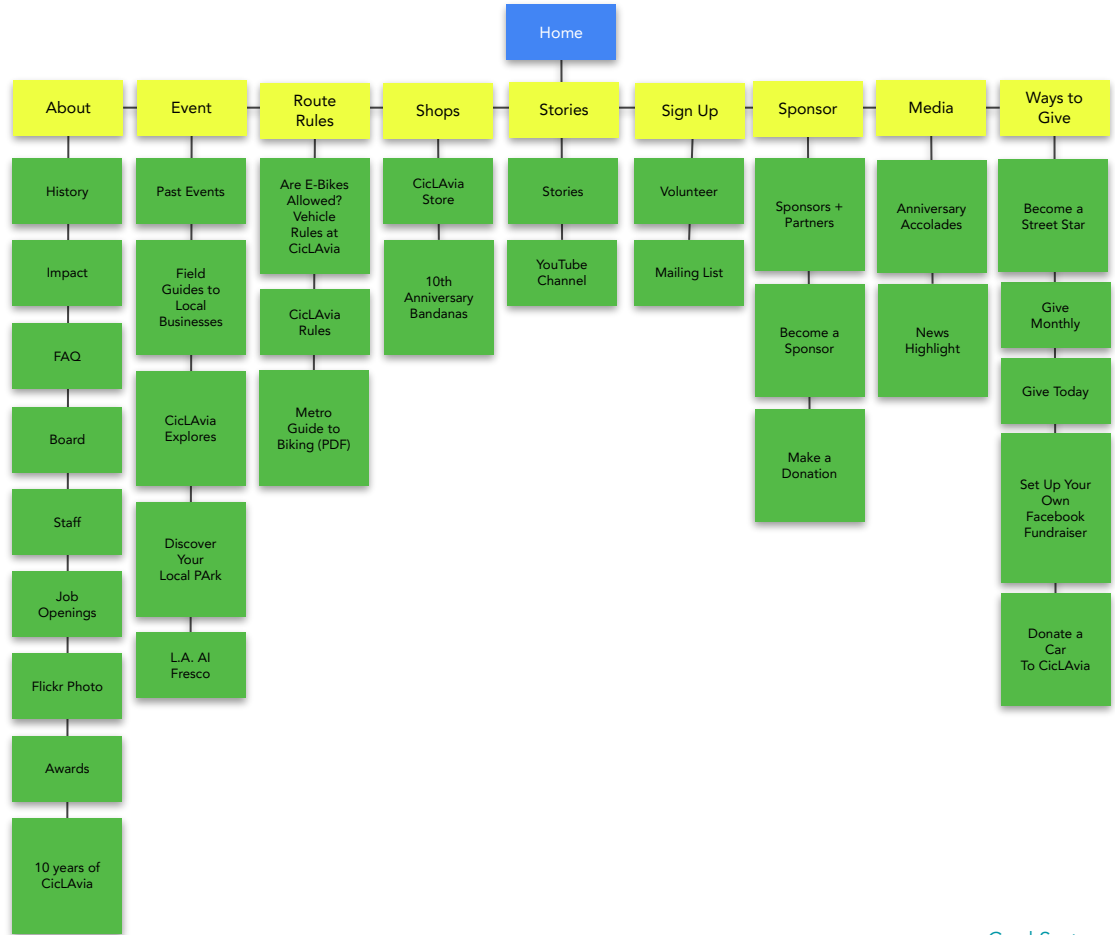 Home
About
Event
Route
Rules
Shops
Stories
Sign Up
Sponsor
Media
Ways to
Give
History
Impact
FAQ
Board
Staff
Job
Openings
Flickr Photo
Awards
10 years of
CicLAvia
Past Events
Field
Guides to
Local
Businesses
CicLAvia
Explores
Discover
Your
Local PArk
L.A. Al
Fresco
Are E-Bikes
Allowed?
Vehicle
Rules at
CicLAvia
CicLAvia
Rules
Metro
Guide to
Biking (PDF)
CicLAvia
Store
10th
Anniversary
Bandanas
Stories
YouTube
Channel
Volunteer
Mailing List
Sponsors +
Partners
Become a
Sponsor
Make a
Donation
Anniversary
Accolades
News
Highlight
Become a
Street Star
Give
Monthly
Give Today
Set Up Your
Own
Facebook
Fundraiser
Donate a
Car
To CicLAvia